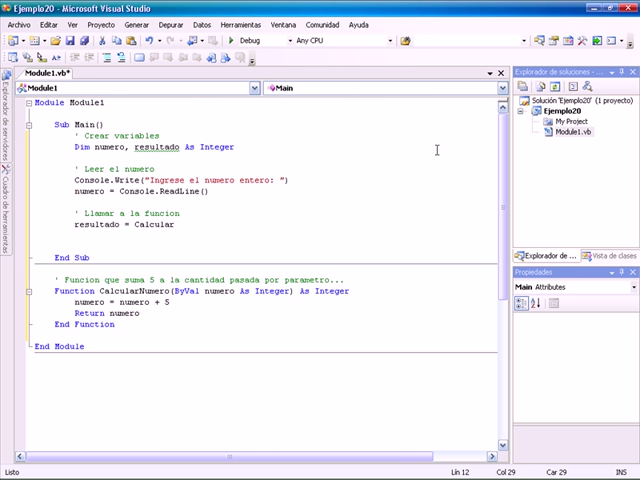 Ejemplo20 - Microsoft Visual Studio
Archivo Editar Ver Proyecto Generar Depurar Datos Herramientas Ventana Comunidad Ayuda
Debug Any CPU
Module1.vb*
Module1 Main
Module Module1
Sub Main()
' Crear variables
Dim numero, resultado As Integer
' Leer el numero
Console.Write("Ingrese el numero entero: ")
numero = Console.ReadLine()
' Llamar a la funcion
resultado = Calcular
End Sub
' Funcion que suma 5 a la cantidad pasada por parametro...
Function CalcularNumero(ByVal numero As Integer) As Integer
numero = numero + 5
Return numero
End Function
End Module
Explorador de servidores
Cuadro de herramientas
Explorador de soluciones - ...
Solución 'Ejemplo20' (1 proyecto)
Ejemplo20
My Project
Module1.vb
Explorador de ... Vista de clases
Propiedades
Main Attributes
Listo Lín 12 Col 29 Car 29 INS